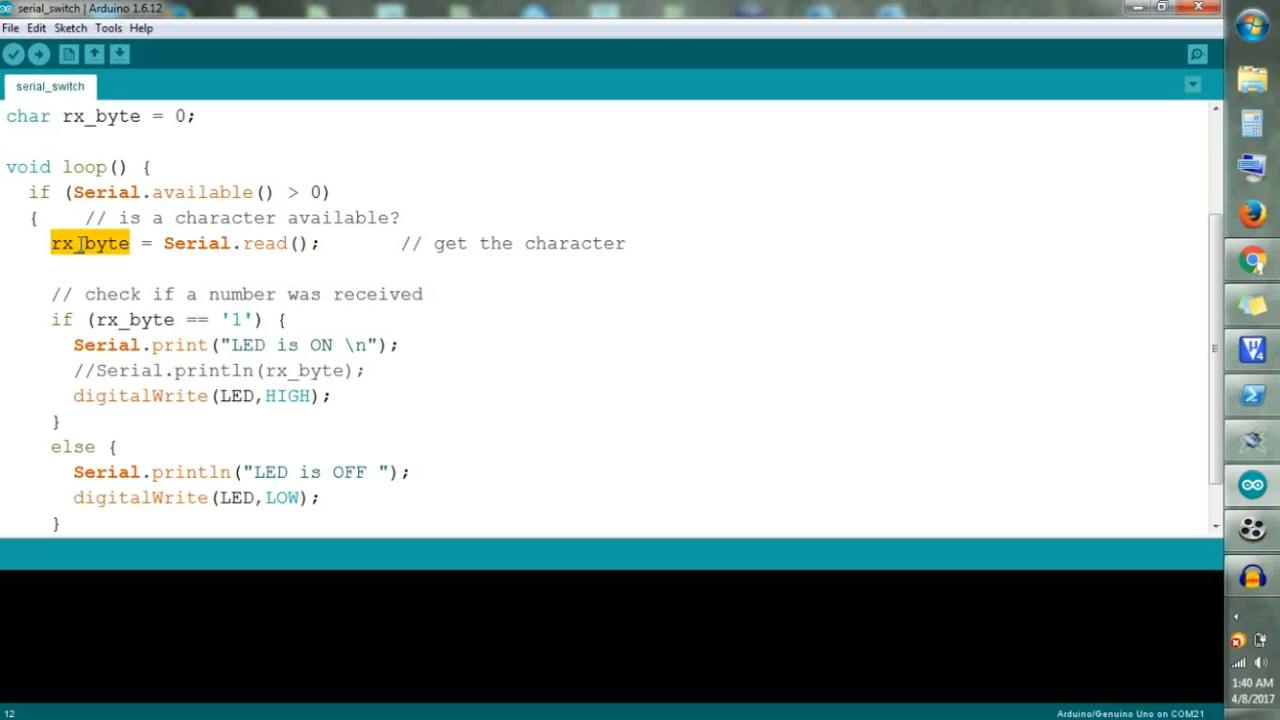 serial_switch | Arduino 1.6.12
File Edit Sketch Tools Help
serial_switch
char rx_byte = 0;
void loop() {
if (Serial.available() > 0)
{ // is a character available?
rx_byte = Serial.read(); // get the character
// check if a number was received
if (rx_byte == '1') {
Serial.print("LED is ON \n");
//Serial.println(rx_byte);
digitalWrite(LED,HIGH);
}
else {
Serial.println("LED is OFF ");
digitalWrite(LED,LOW);
}
12
Arduino/Genuino Uno on COM21
1:40 AM
4/8/2017